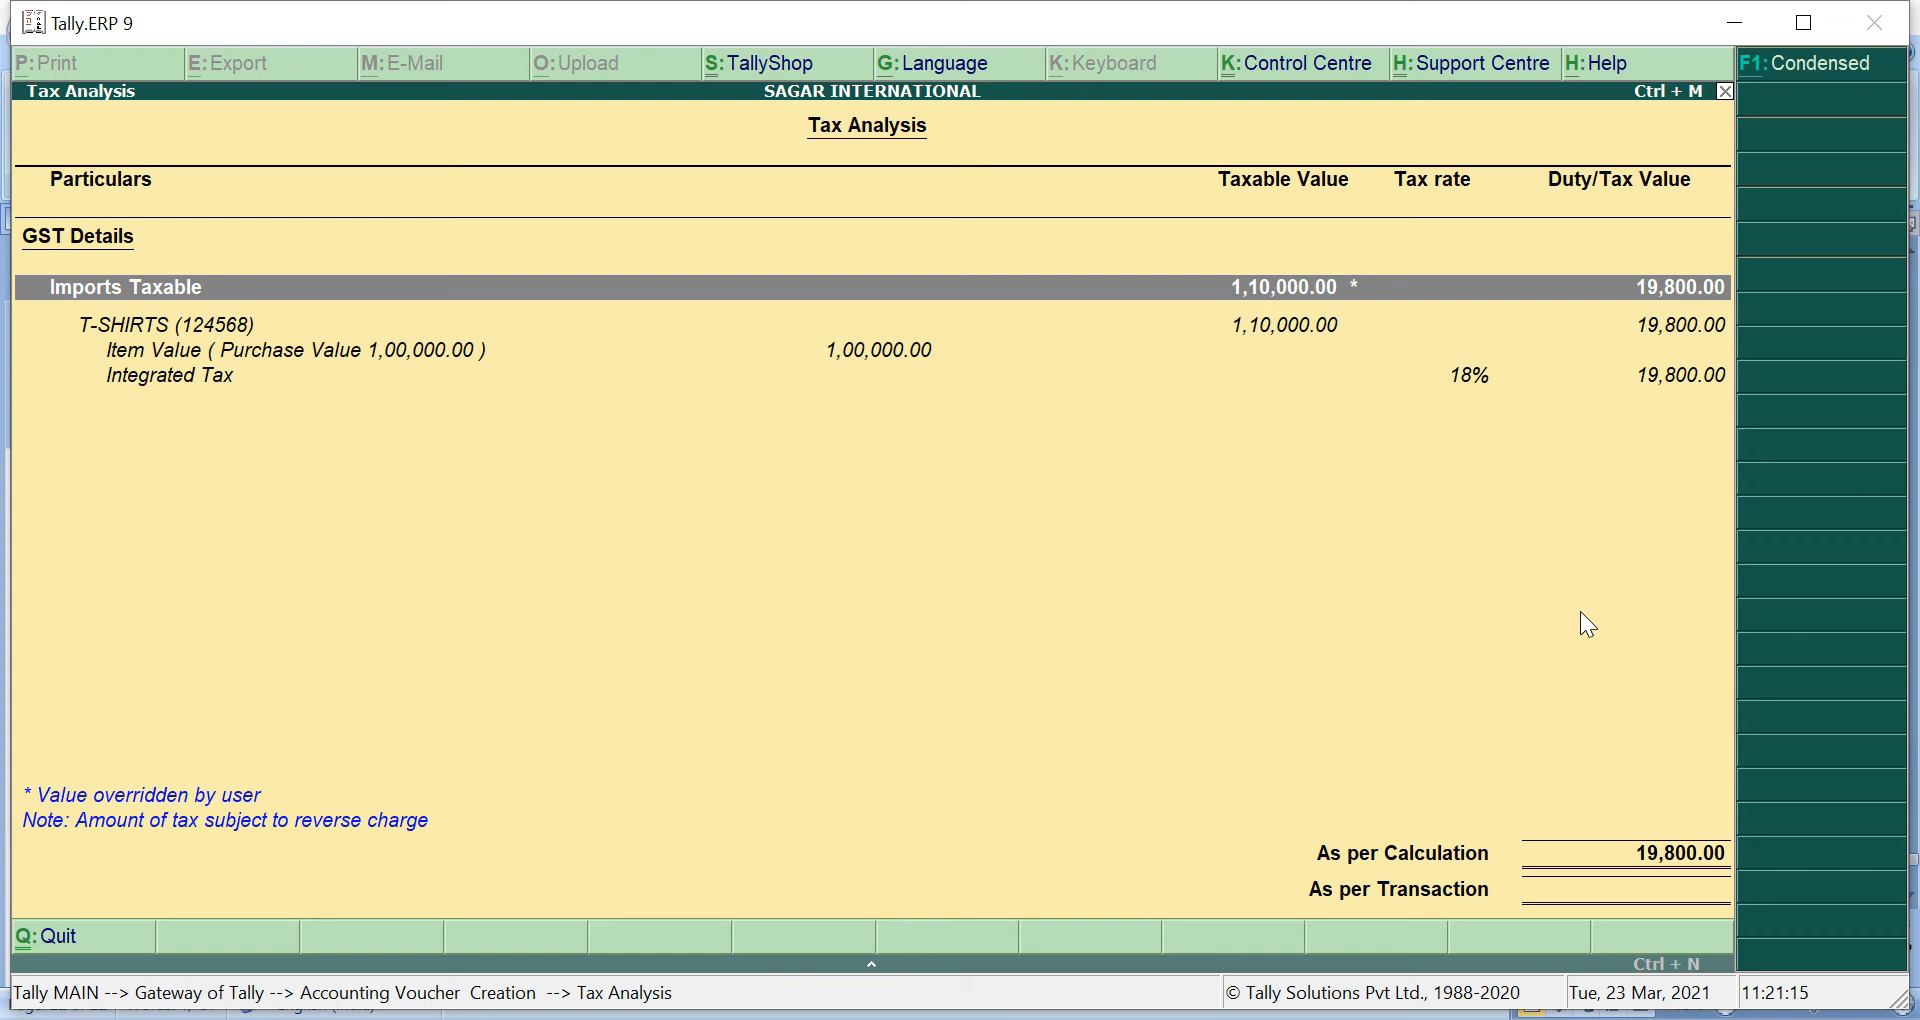 Tally.ERP 9
P: Print E: Export M: E-Mail O: Upload S: TallyShop G: Language K: Keyboard K: Control Centre H: Support Centre H: Help F1: Condensed
Tax Analysis SAGAR INTERNATIONAL Ctrl + M
Tax Analysis
Particulars Taxable Value Tax rate Duty/Tax Value
GST Details
Imports Taxable 1,10,000.00 * 19,800.00
T-SHIRTS (124568) 1,10,000.00 19,800.00
Item Value ( Purchase Value 1,00,000.00 ) 1,00,000.00
Integrated Tax 18% 19,800.00
* Value overridden by user
Note: Amount of tax subject to reverse charge
As per Calculation 19,800.00
As per Transaction
Q: Quit
Ctrl + N
Tally MAIN --> Gateway of Tally --> Accounting Voucher Creation --> Tax Analysis © Tally Solutions Pvt Ltd., 1988-2020 Tue, 23 Mar, 2021 11:21:15